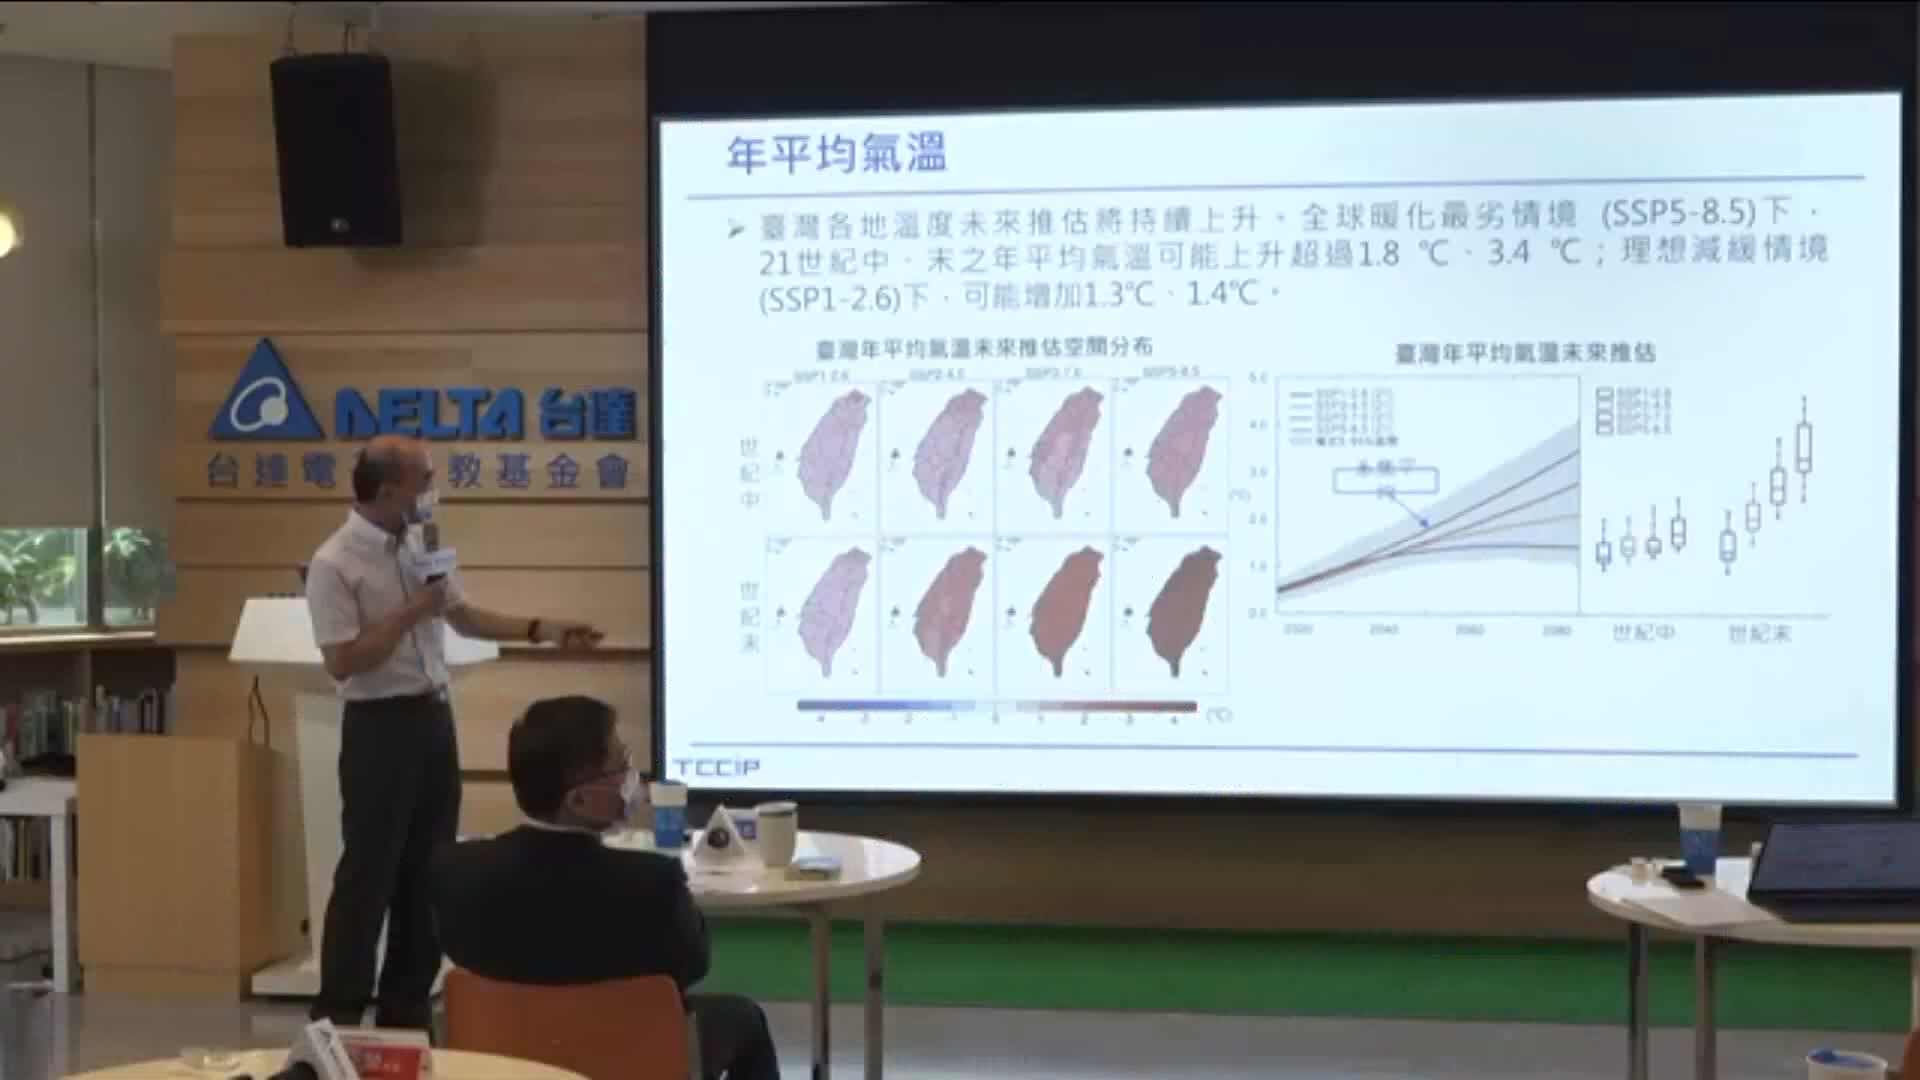 年平均氣溫
臺灣各地溫度未來推估將持續上升。全球暖化最劣情境 (SSP5-8.5)下，
21世紀中、末之年平均氣溫可能上升超過1.8 ℃、3.4 ℃；理想減緩情境
(SSP1-2.6)下，可能增加1.3℃、1.4℃。
臺灣年平均氣溫未來推估空間分布
臺灣年平均氣溫未來推估
世紀中
世紀末
(℃)
2040
2060
2080
世紀中
世紀末
TCCIP
DELTA 台達
台達電
教基金會